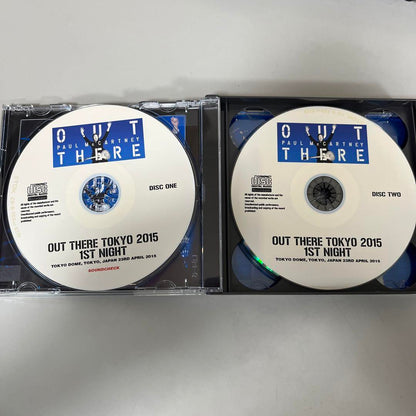 OUT
PAUL McCARTNEY
THERE
DISC ONE
OUT THERE TOKYO 2015
1ST NIGHT
TOKYO DOME, TOKYO, JAPAN 23RD APRIL 2015
SOUNDCHECK
OUT
PAUL McCARTNEY
THERE
DISC TWO
OUT THERE TOKYO 2015
1ST NIGHT
TOKYO DOME, TOKYO, JAPAN 23RD APRIL 2015